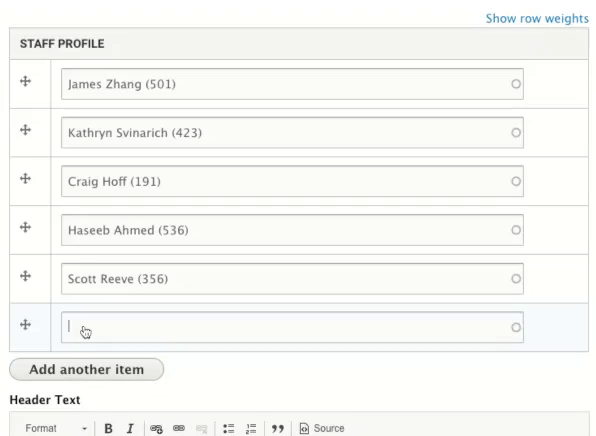 Show row weights
STAFF PROFILE
James Zhang (501)
Kathryn Svinarich (423)
Craig Hoff (191)
Haseeb Ahmed (536)
Scott Reeve (356)
Add another item
Header Text
Format B I Source